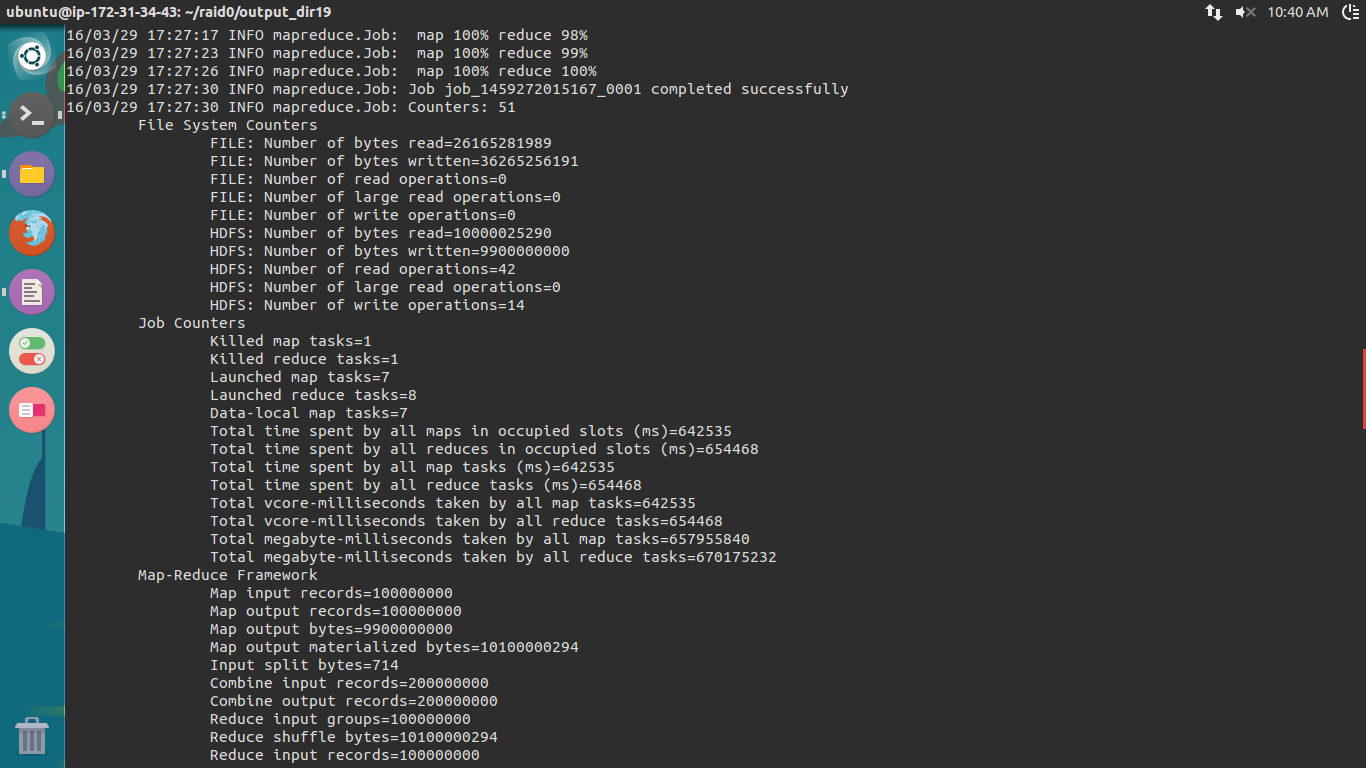 ubuntu@ip-172-31-34-43: ~/raid0/output_dir19
10:40 AM
16/03/29 17:27:17 INFO mapreduce.Job:  map 100% reduce 98%
16/03/29 17:27:23 INFO mapreduce.Job:  map 100% reduce 99%
16/03/29 17:27:26 INFO mapreduce.Job:  map 100% reduce 100%
16/03/29 17:27:30 INFO mapreduce.Job: Job job_1459272015167_0001 completed successfully
16/03/29 17:27:30 INFO mapreduce.Job: Counters: 51
File System Counters
FILE: Number of bytes read=26165281989
FILE: Number of bytes written=36265256191
FILE: Number of read operations=0
FILE: Number of large read operations=0
FILE: Number of write operations=0
HDFS: Number of bytes read=10000025290
HDFS: Number of bytes written=9900000000
HDFS: Number of read operations=42
HDFS: Number of large read operations=0
HDFS: Number of write operations=14
Job Counters
Killed map tasks=1
Killed reduce tasks=1
Launched map tasks=7
Launched reduce tasks=8
Data-local map tasks=7
Total time spent by all maps in occupied slots (ms)=642535
Total time spent by all reduces in occupied slots (ms)=654468
Total time spent by all map tasks (ms)=642535
Total time spent by all reduce tasks (ms)=654468
Total vcore-milliseconds taken by all map tasks=642535
Total vcore-milliseconds taken by all reduce tasks=654468
Total megabyte-milliseconds taken by all map tasks=657955840
Total megabyte-milliseconds taken by all reduce tasks=670175232
Map-Reduce Framework
Map input records=100000000
Map output records=100000000
Map output bytes=9900000000
Map output materialized bytes=10100000294
Input split bytes=714
Combine input records=200000000
Combine output records=200000000
Reduce input groups=100000000
Reduce shuffle bytes=10100000294
Reduce input records=100000000